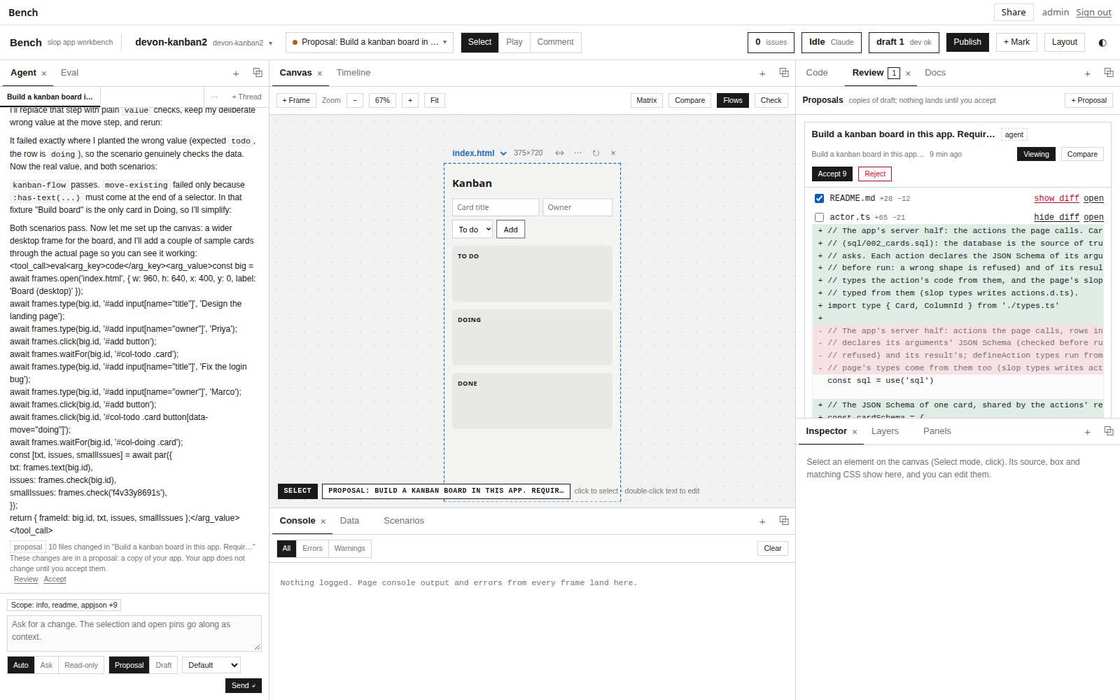 Bench
Share admin Sign out
Bench slop app workbench devon-kanban2 devon-kanban2 ▾ Proposal: Build a kanban board in … ▾ Select Play Comment 0 issues Idle Claude draft 1 dev ok Publish + Mark Layout
Agent × Eval +
Build a kanban board i… ··· + Thread
I'll replace that step with plain value checks, keep my deliberate
wrong value at the move step, and rerun:
It failed exactly where I planted the wrong value (expected todo,
the row is doing), so the scenario genuinely checks the data.
Now the real value, and both scenarios:
kanban-flow passes. move-existing failed only because
:has-text(...) must come at the end of a selector. In that
fixture "Build board" is the only card in Doing, so I'll simplify:
Both scenarios pass. Now let me set up the canvas: a wider
desktop frame for the board, and I'll add a couple of sample cards
through the actual page so you can see it working:
<tool_call>eval<arg_key>code</arg_key><arg_value>const big =
await frames.open('index.html', { w: 960, h: 640, x: 400, y: 0, label:
'Board (desktop)' });
await frames.type(big.id, '#add input[name="title"]', 'Design the
landing page');
await frames.type(big.id, '#add input[name="owner"]', 'Priya');
await frames.click(big.id, '#add button');
await frames.waitFor(big.id, '#col-todo .card');
await frames.type(big.id, '#add input[name="title"]', 'Fix the login
bug');
await frames.type(big.id, '#add input[name="owner"]', 'Marco');
await frames.click(big.id, '#add button');
await frames.click(big.id, '#col-todo .card button[data-
move="doing"]');
await frames.waitFor(big.id, '#col-doing .card');
const [txt, issues, smallIssues] = await par({
txt: frames.text(big.id),
issues: frames.check(big.id),
smallIssues: frames.check('f4v33y8691s'),
});
return { frameId: big.id, txt, issues, smallIssues };</arg_value>
</tool_call>
proposal 10 files changed in "Build a kanban board in this app. Requir…"
These changes are in a proposal: a copy of your app. Your app does not
change until you accept them.
Review Accept
Scope: info, readme, appjson +9
Ask for a change. The selection and open pins go along as
context.
Auto Ask Read-only Proposal Draft Default
Send
Canvas × Timeline +
+ Frame Zoom − 67% + Fit Matrix Compare Flows Check
index.html 375×720 ··· ×
Kanban
Card title Owner
To do Add
TO DO
DOING
DONE
SELECT PROPOSAL: BUILD A KANBAN BOARD IN THIS APP. REQUIR… click to select · double-click text to edit
Console × Data Scenarios +
All Errors Warnings Clear
Nothing logged. Page console output and errors from every frame land here.
Code Review 1 × Docs +
Proposals copies of draft; nothing lands until you accept + Proposal
Build a kanban board in this app. Requir… agent
Build a kanban board in this app… 9 min ago Viewing Compare
Accept 9 Reject
README.md +28 −12 show diff open
actor.ts +65 −21 hide diff open
+ // The app's server half: the actions the page calls. Car
+ // (sql/002_cards.sql): the database is the source of tru
+ // asks. Each action declares the JSON Schema of its argu
+ // before run: a wrong shape is refused) and of its resul
+ // types the action's code from them, and the page's slop
+ // typed from them (slop types writes actions.d.ts).
+ import type { Card, ColumnId } from './types'
+
- // The app's server half: actions the page calls, rows in
- // declares its arguments' JSON Schema (checked before ru
- // refused) and its result's; defineAction types run from
- // page's types come from them too (slop types writes act
const sql = use('sql')
+ // The JSON Schema of one card, shared by the actions' re
+ const cardSchema = {
Inspector × Layers Panels +
Select an element on the canvas (Select mode, click). Its source, box and
matching CSS show here, and you can edit them.